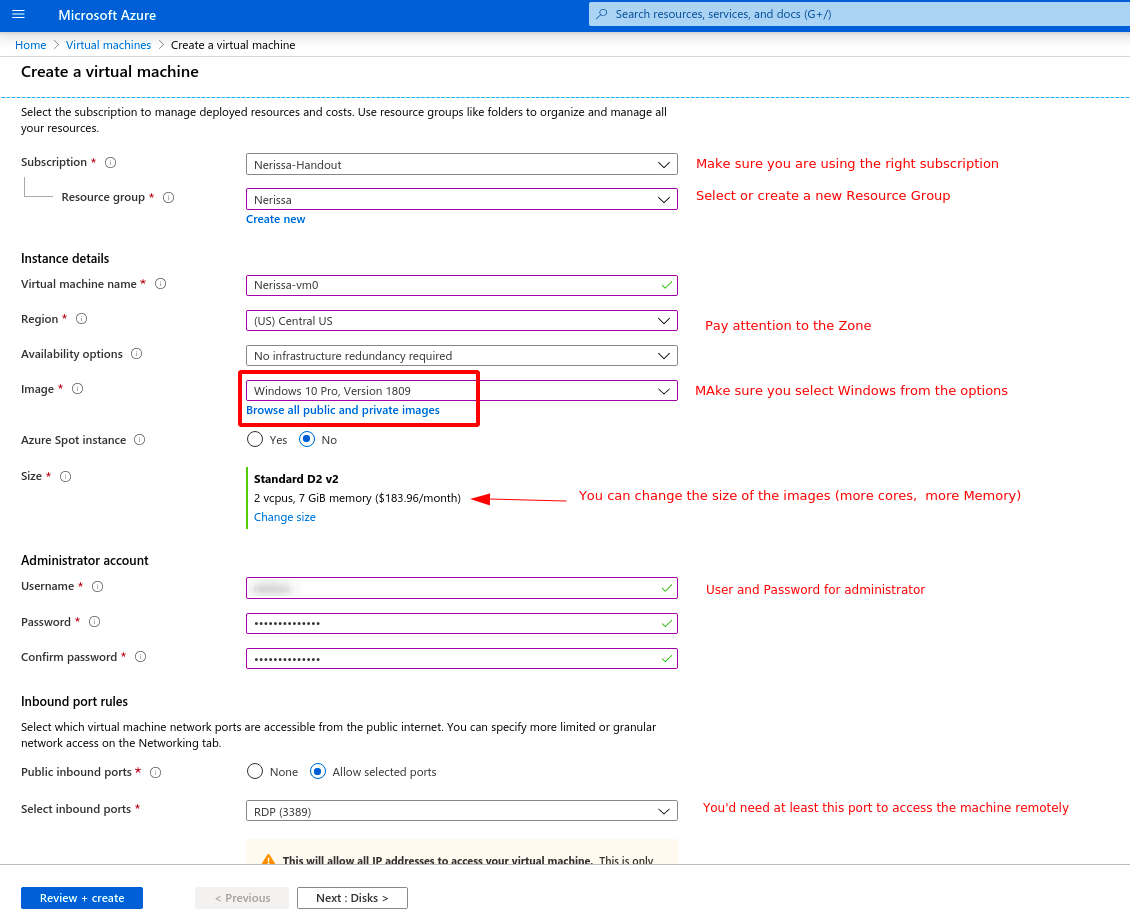 Microsoft Azure
Search resources, services, and docs (G+/)
Home > Virtual machines > Create a virtual machine
Create a virtual machine
Select the subscription to manage deployed resources and costs. Use resource groups like folders to organize and manage all
your resources.
Subscription * Nerissa-Handout Make sure you are using the right subscription
Resource group * Nerissa Select or create a new Resource Group
Create new
Instance details
Virtual machine name * Nerissa-vm0
Region * (US) Central US Pay attention to the Zone
Availability options No infrastructure redundancy required
Image * Windows 10 Pro, Version 1809 MAke sure you select Windows from the options
Browse all public and private images
Azure Spot instance Yes No
Size * Standard D2 v2
2 vcpus, 7 GiB memory ($183.96/month) You can change the size of the images (more cores, more Memory)
Change size
Administrator account
Username * User and Password for administrator
Password * ••••••••••••••
Confirm password * ••••••••••••••
Inbound port rules
Select which virtual machine network ports are accessible from the public internet. You can specify more limited or granular
network access on the Networking tab.
Public inbound ports * None Allow selected ports
Select inbound ports * RDP (3389) You'd need at least this port to access the machine remotely
This will allow all IP addresses to access your virtual machine. This is only
Review + create < Previous Next : Disks >